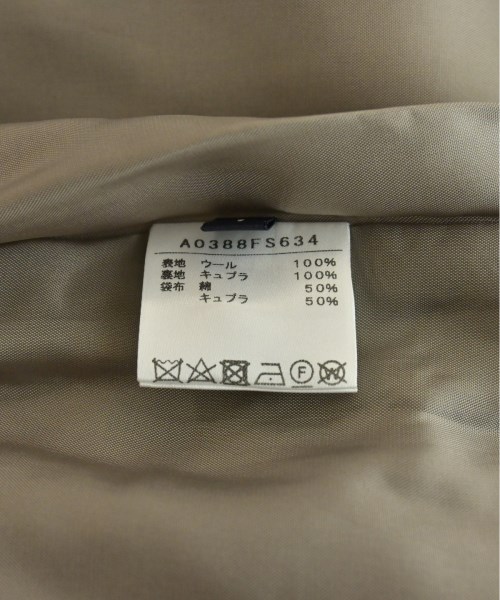 A0388FS634
表地 ウール 100%
裏地 キュプラ 100%
袋布 綿 50%
キュプラ 50%
F W